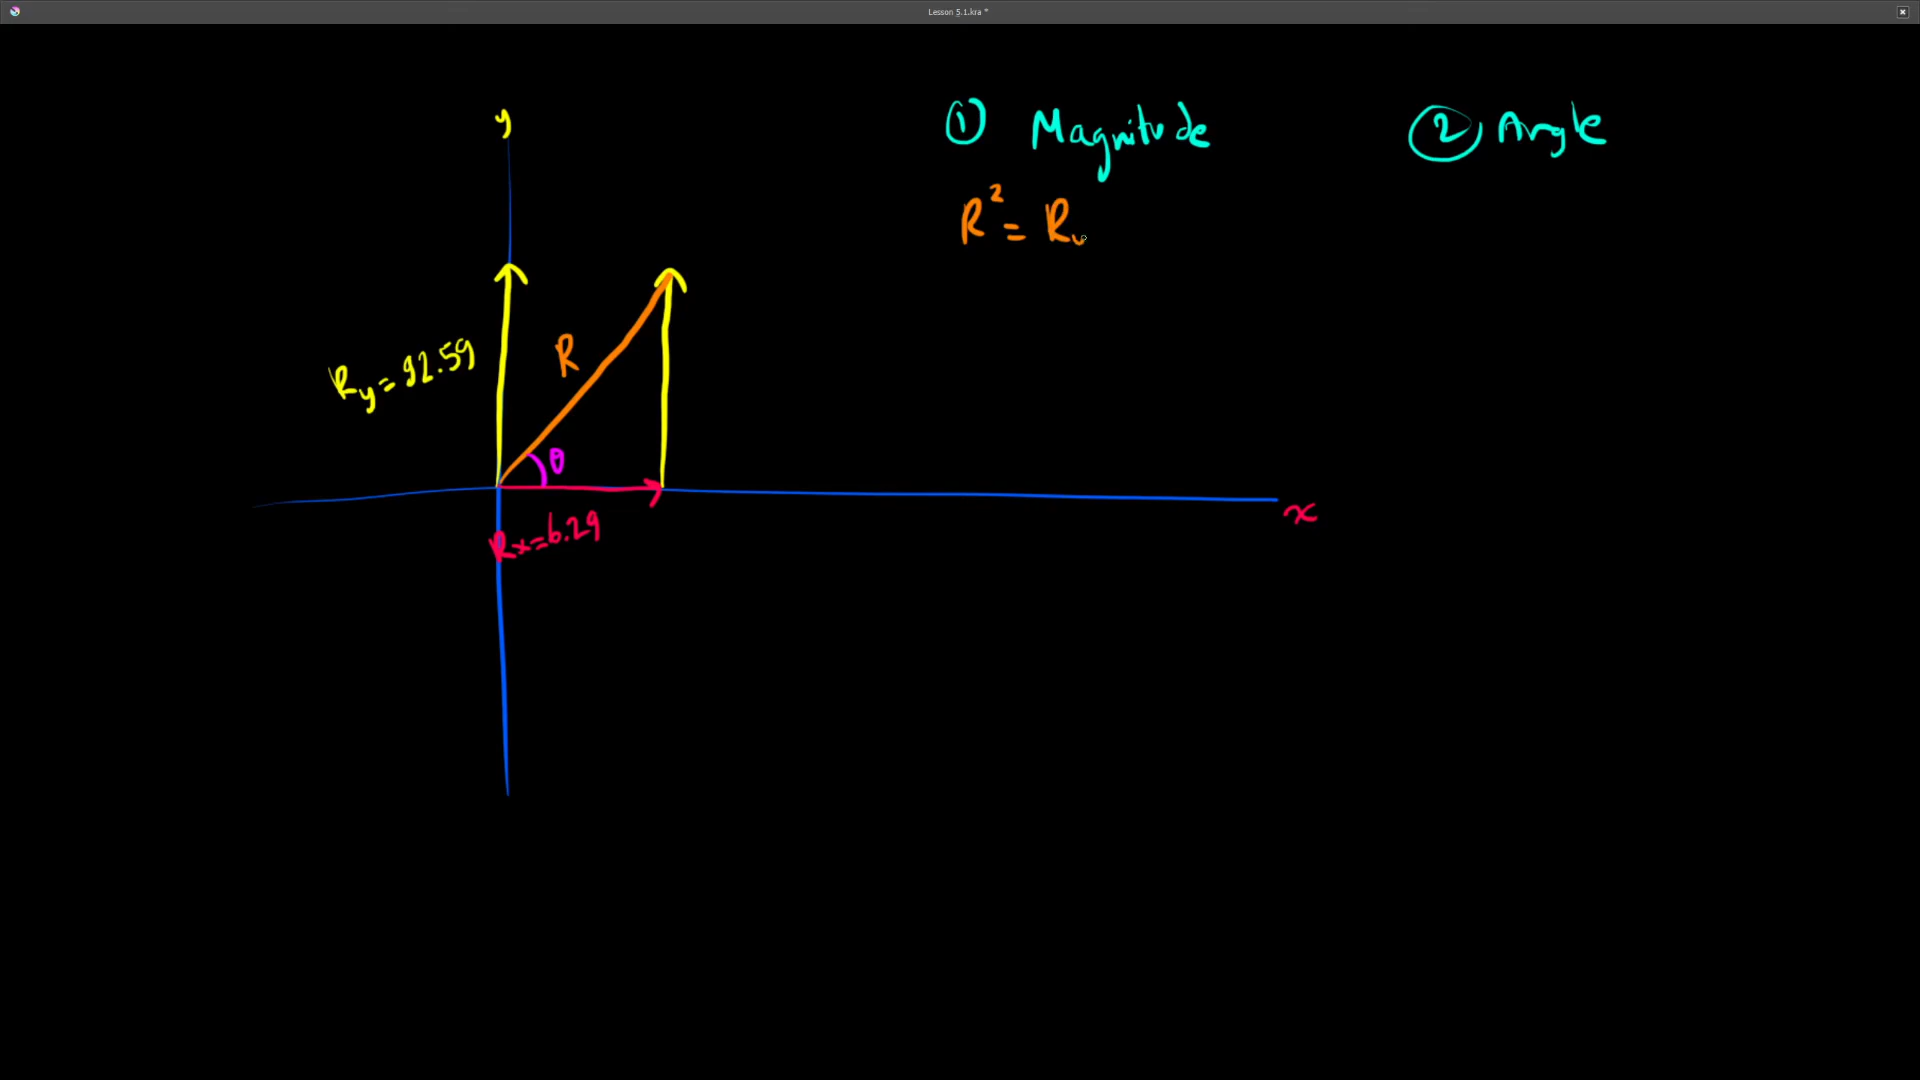 Lesson 5.1.kra *
y
① Magnitude
② Angle
R² = R
R
Ry = 92.59
θ
Rx = 6.29
x